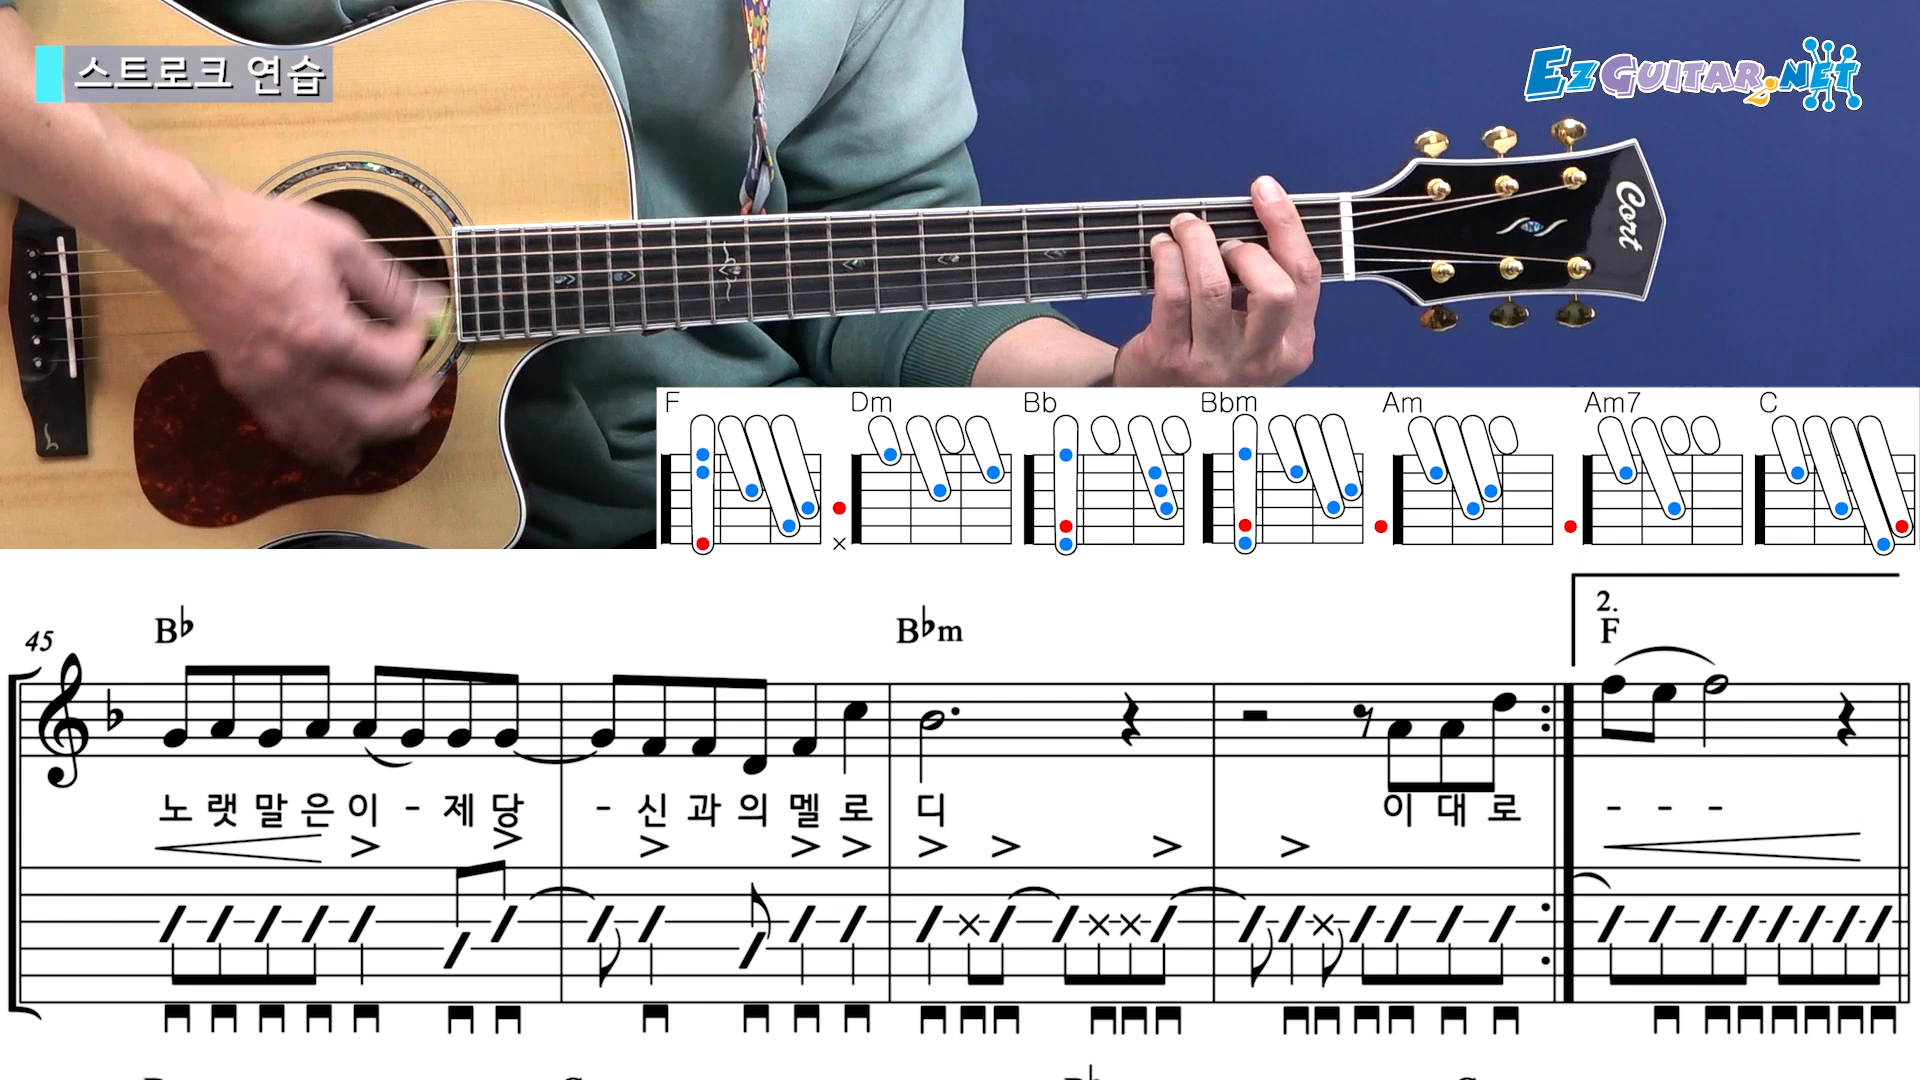 스트로크 연습
EZGUITAR.NET
Cort
F Dm Bb Bbm Am Am7 C
2.
45 B♭ B♭m F
노 랫 말 은 이 - 제 당 - 신 과 의 멜 로 디 이 대 로 - - -